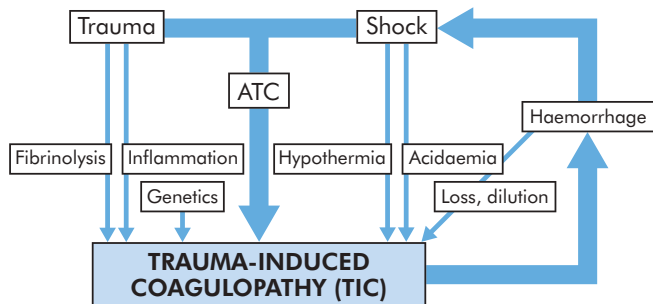 Trauma
Shock
ATC
Haemorrhage
Fibrinolysis
Inflammation
Hypothermia
Acidaemia
Genetics
Loss, dilution
TRAUMA-INDUCED
COAGULOPATHY (TIC)